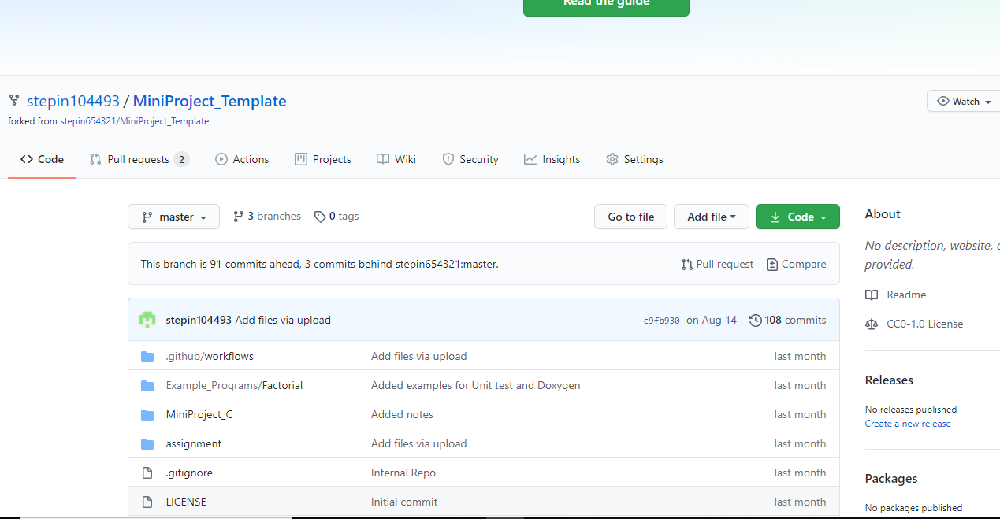 Read the guide
stepin104493 / MiniProject_Template
Watch
forked from stepin654321/MiniProject_Template
Code Pull requests 2 Actions Projects Wiki Security Insights Settings
master 3 branches 0 tags Go to file Add file Code
This branch is 91 commits ahead, 3 commits behind stepin654321:master. Pull request Compare
stepin104493 Add files via upload c9fb930 on Aug 14 108 commits
.github/workflows Add files via upload last month
Example_Programs/Factorial Added examples for Unit test and Doxygen last month
MiniProject_C Added notes last month
assignment Add files via upload last month
.gitignore Internal Repo last month
LICENSE Initial commit last month
About
No description, website,
provided.
Readme
CC0-1.0 License
Releases
No releases published
Create a new release
Packages
No packages published